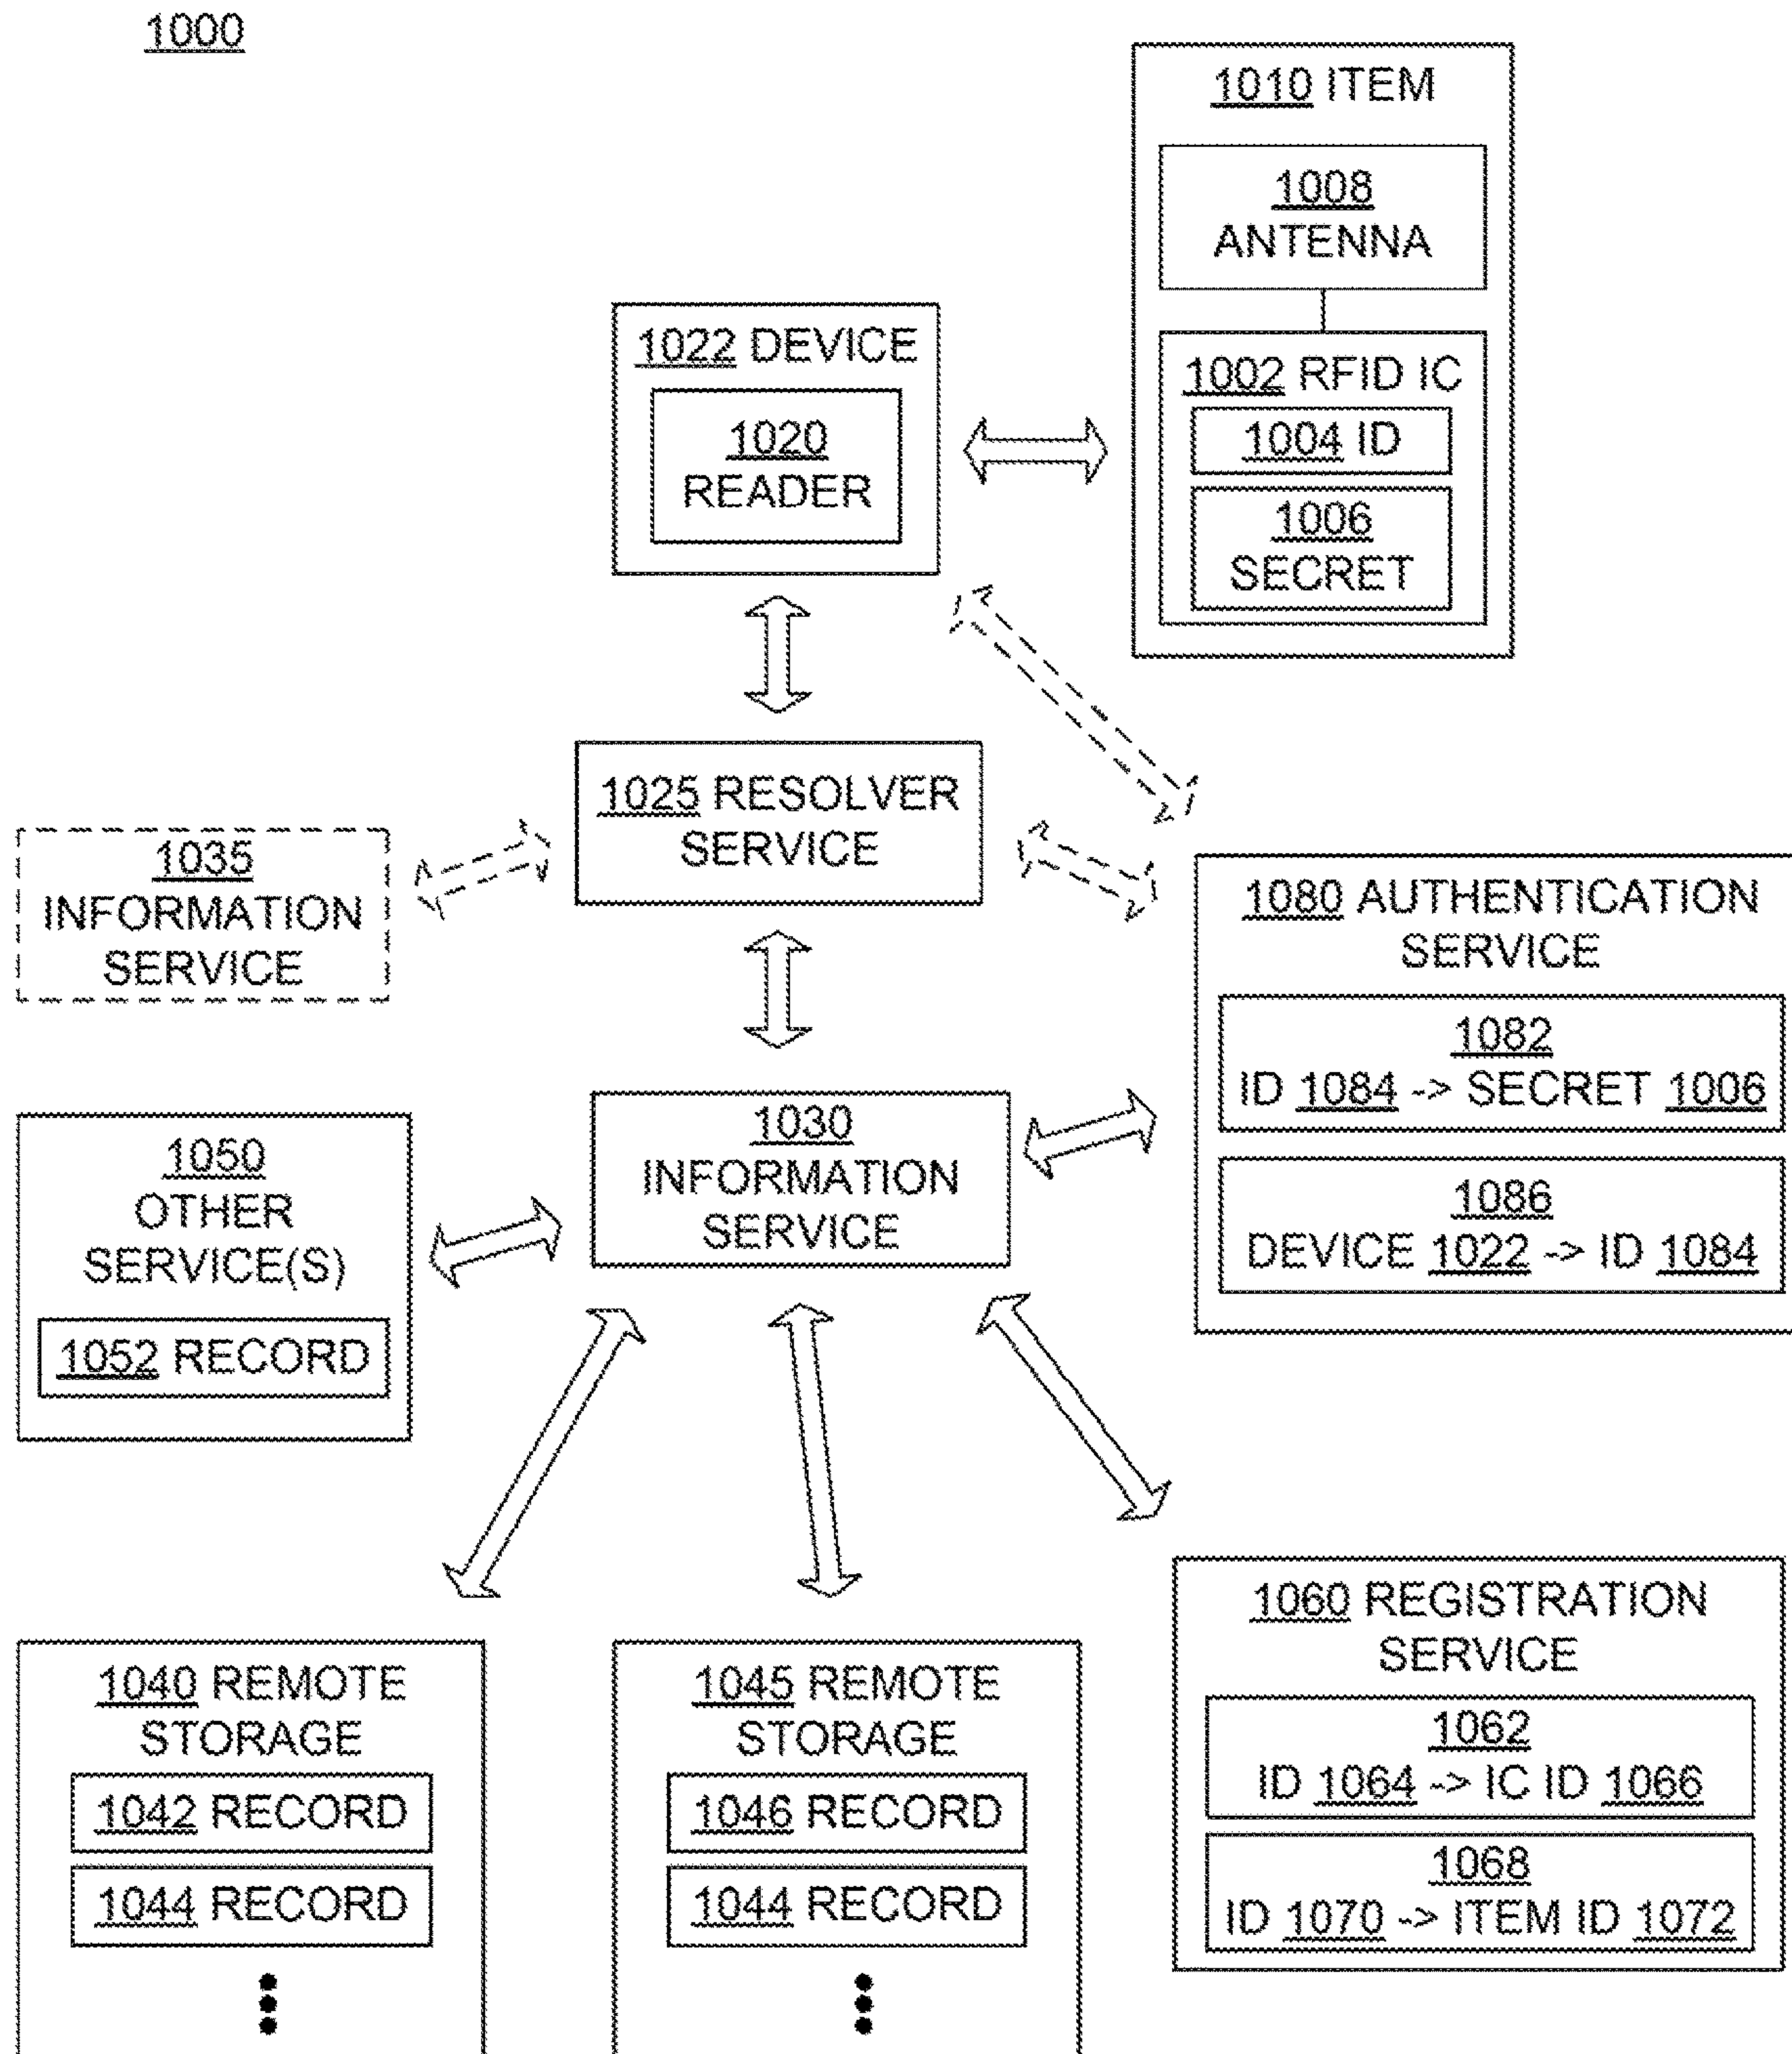 1000
1010 ITEM
1008
ANTENNA
1002 RFID IC
1004 ID
1006
SECRET
1022 DEVICE
1020
READER
1025 RESOLVER
SERVICE
1035
INFORMATION
SERVICE
1080 AUTHENTICATION
SERVICE
1082
ID 1084 -> SECRET 1006
1086
DEVICE 1022 -> ID 1084
1030
INFORMATION
SERVICE
1050
OTHER
SERVICE(S)
1052 RECORD
1060 REGISTRATION
SERVICE
1062
ID 1064 -> IC ID 1066
1068
ID 1070 -> ITEM ID 1072
1040 REMOTE
STORAGE
1042 RECORD
1044 RECORD
1045 REMOTE
STORAGE
1046 RECORD
1044 RECORD